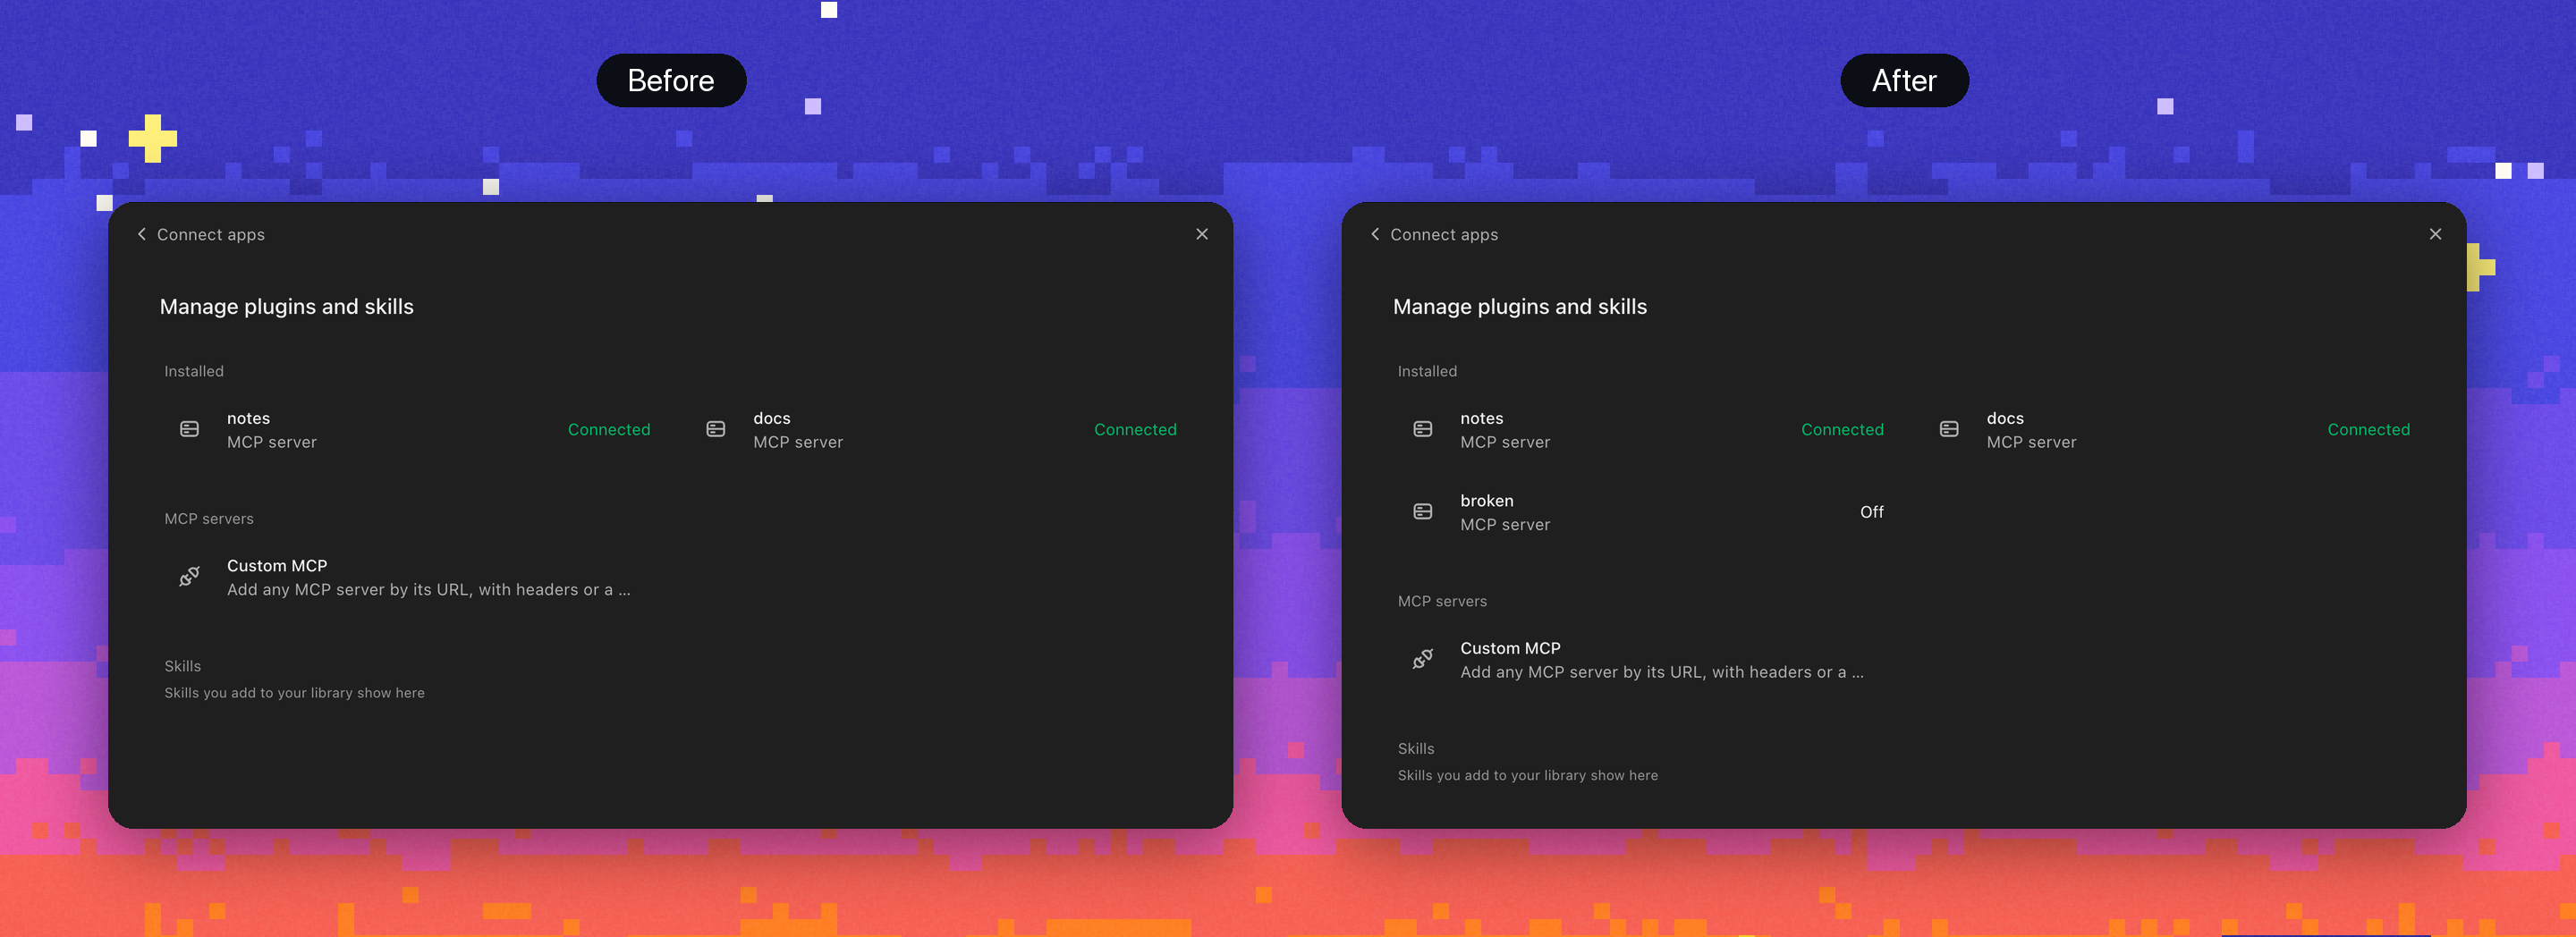 Before
Connect apps
Manage plugins and skills
Installed
notes
MCP server
Connected
docs
MCP server
Connected
MCP servers
Custom MCP
Add any MCP server by its URL, with headers or a ...
Skills
Skills you add to your library show here
After
Connect apps
Manage plugins and skills
Installed
notes
MCP server
Connected
docs
MCP server
Connected
broken
MCP server
Off
MCP servers
Custom MCP
Add any MCP server by its URL, with headers or a ...
Skills
Skills you add to your library show here